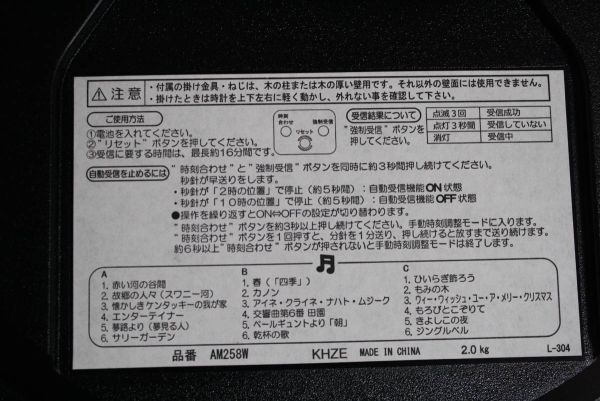 ⚠注意
・付属の掛け金具・ねじは、木の柱または木の厚い壁用です。それ以外の壁面には使用できません。
・掛けたときは時計を上下左右に軽く動かし、外れない事を確認して下さい。
ご使用方法
①電池を入れてください。
②"リセット"ボタンを押してください。
③受信に要する時間は、最長約16分間です。
時刻合わせ
強制受信
リセット
受信結果について
"強制受信"ボタンを押してください。
点滅3回 受信成功
点灯3秒間 受信していない
消灯 受信中
自動受信を止めるには
"時刻合わせ"と"強制受信"ボタンを同時に約3秒間押し続けてください。
秒針が早送りをします。
・秒針が「2時の位置」で停止(約5秒間):自動受信機能ON状態
・秒針が「10時の位置」で停止(約5秒間):自動受信機能OFF状態
●操作を繰り返すとON⇔OFFの設定が切り替わります。
"時刻合わせ"ボタンを約3秒以上押し続けてください。手動時刻調整モードに入ります。
"時刻合わせ"ボタンを1回押すと、分針を1分送り、押し続けると放すまで送り続けます。
約6秒以上"時刻合わせ"ボタンが押されないと手動時刻調整モードは終了します。
A
1. 赤い河の谷間
2. 故郷の人々(スワニー河)
3. 懐かしきケンタッキーの我が家
4. エンターテイナー
5. 夢路より(夢見る人)
6. サリーガーデン
B
1. 春(「四季」)
2. カノン
3. アイネ・クライネ・ナハト・ムジーク
4. 交響曲第6番 田園
5. ペールギュントより「朝」
6. 乾杯の歌
C
1. ひいらぎ飾ろう
2. もみの木
3. ウィー・ウィッシュ・ユー・ア・メリー・クリスマス
4. もろびとこぞりて
5. きよしこの夜
6. ジングルベル
品番 AM258W KHZE MADE IN CHINA 2.0kg L-304